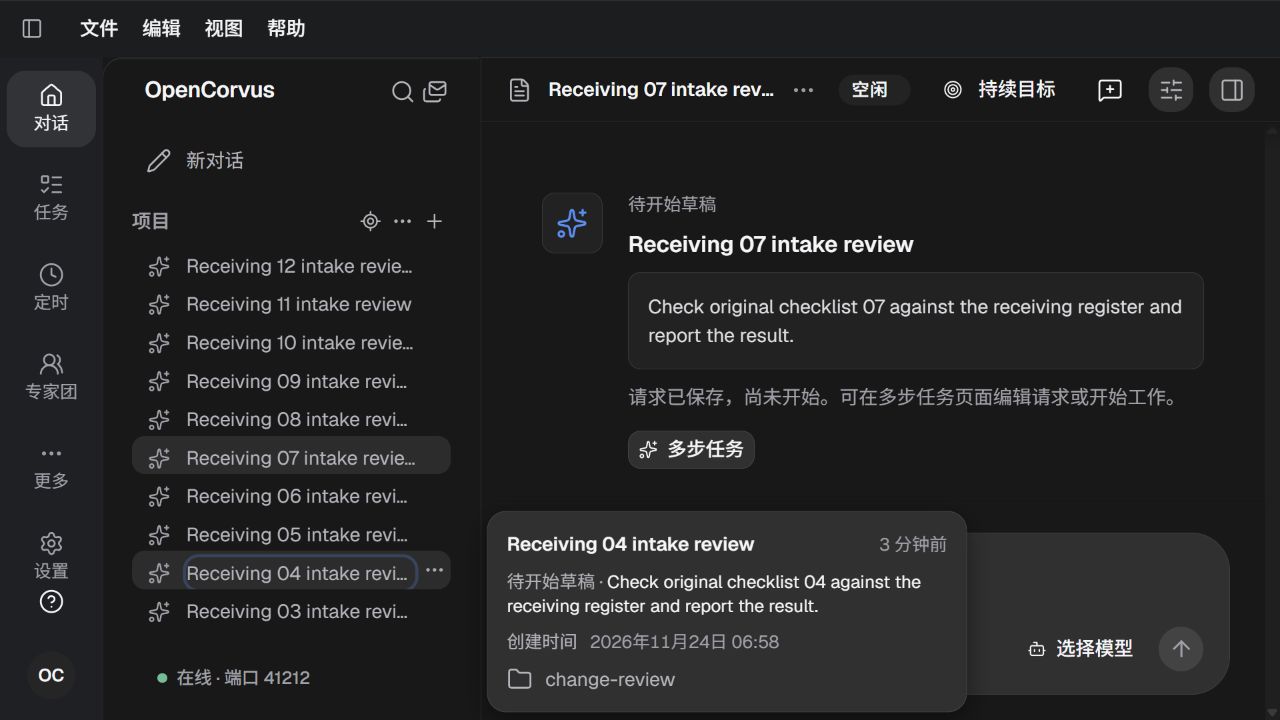 文件 编辑 视图 帮助
对话
任务
定时
专家团
更多
设置
OC
OpenCorvus
新对话
项目
Receiving 12 intake revie...
Receiving 11 intake review
Receiving 10 intake revie...
Receiving 09 intake revi...
Receiving 08 intake revi...
Receiving 07 intake revie...
Receiving 06 intake revi...
Receiving 05 intake revi...
Receiving 04 intake revi...
Receiving 03 intake revi...
在线 · 端口 41212
Receiving 07 intake rev... 空闲 持续目标
待开始草稿
Receiving 07 intake review
Check original checklist 07 against the receiving register and
report the result.
请求已保存，尚未开始。可在多步任务页面编辑请求或开始工作。
多步任务
Receiving 04 intake review 3 分钟前
待开始草稿 · Check original checklist 04 against the
receiving register and report the result.
创建时间 2026年11月24日 06:58
change-review
选择模型